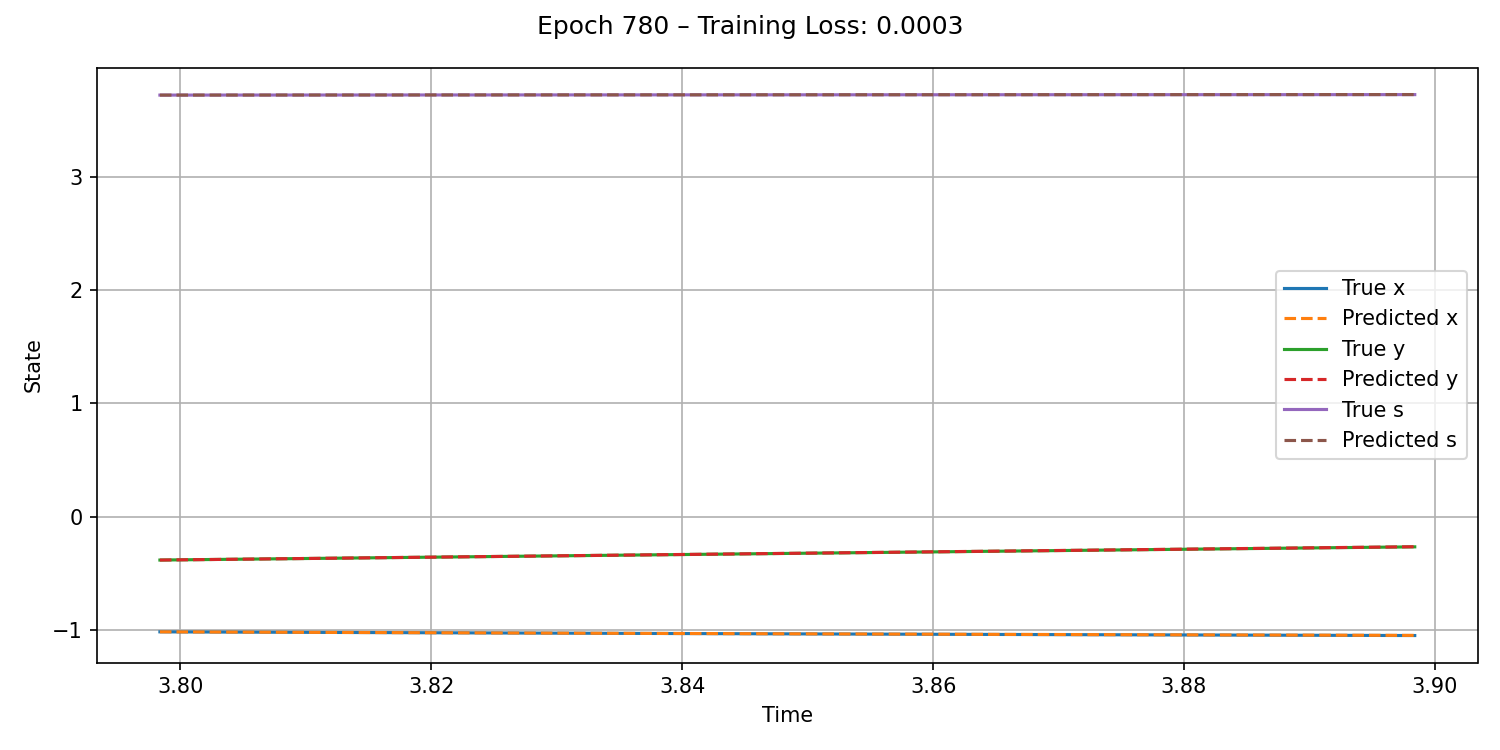 Epoch 780 – Training Loss: 0.0003
State
3
2
1
0
−1
True x
Predicted x
True y
Predicted y
True s
Predicted s
3.80 3.82 3.84 3.86 3.88 3.90
Time